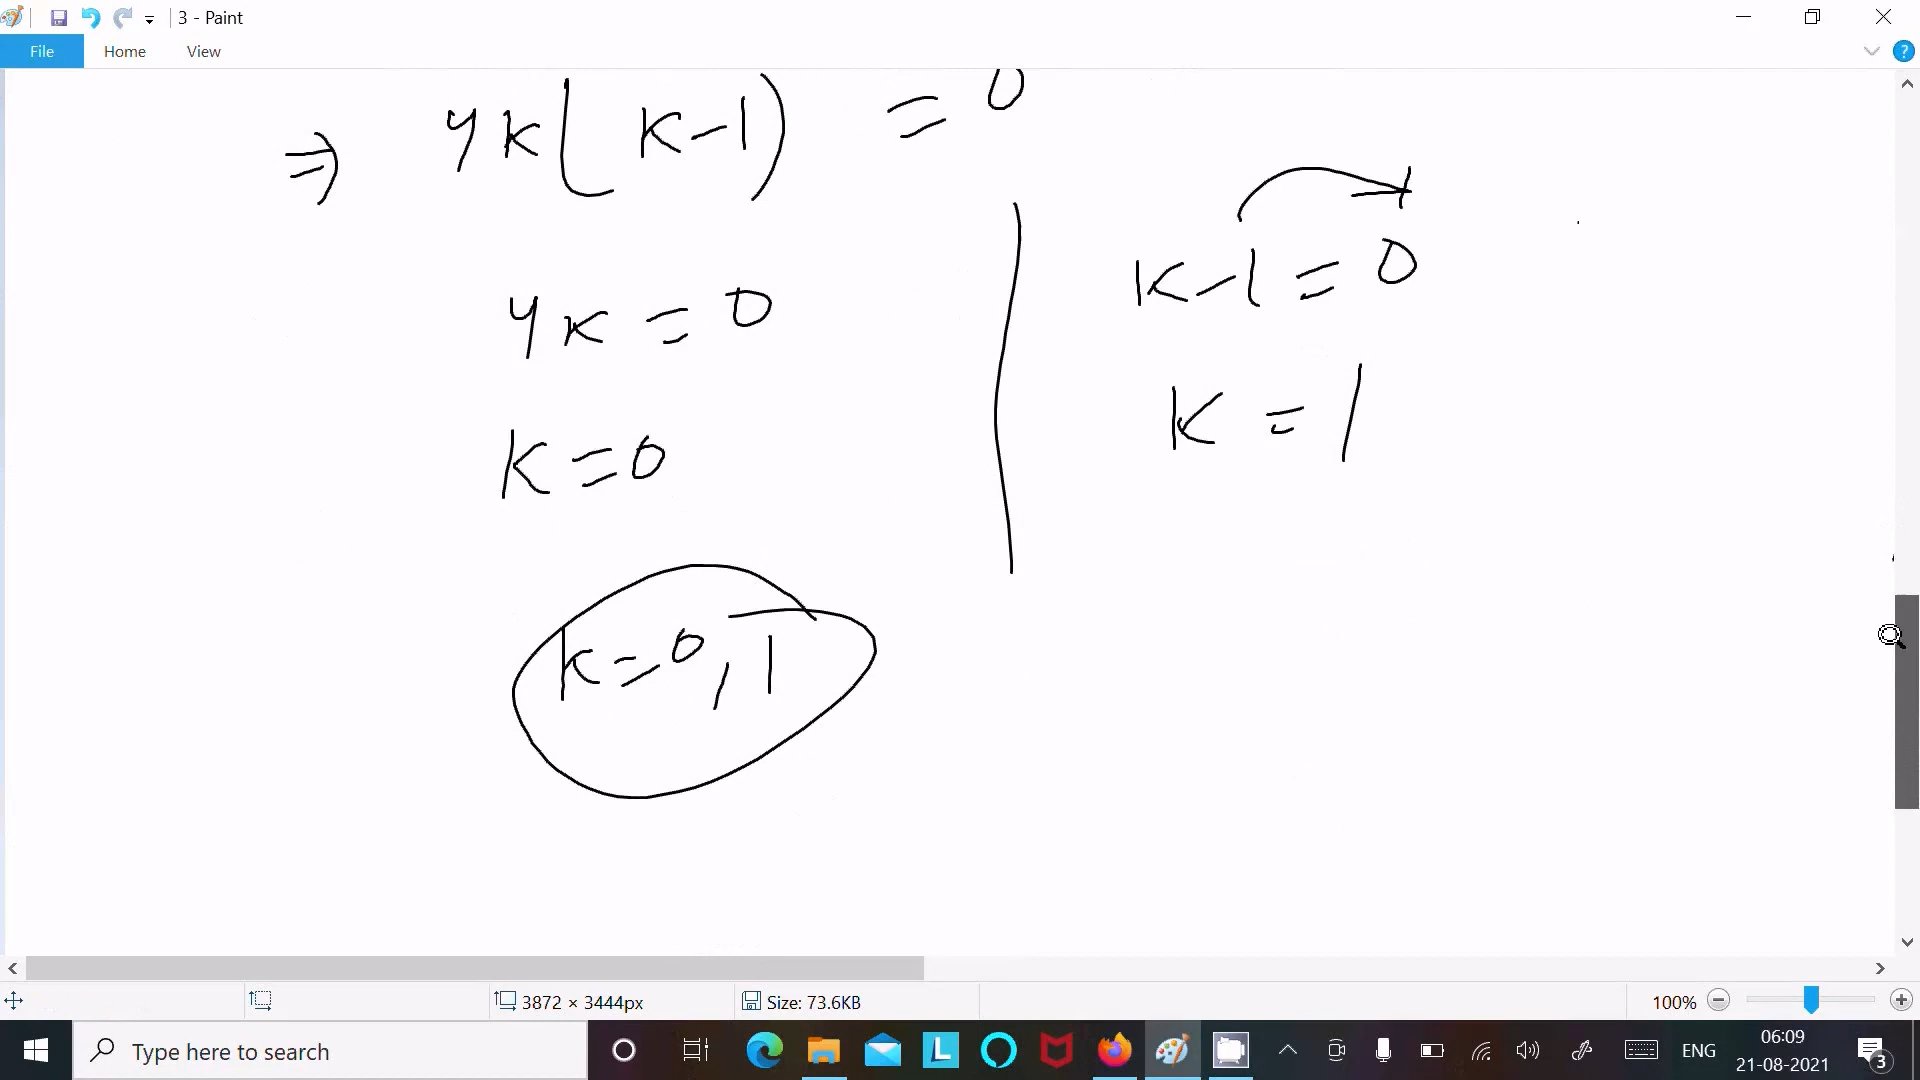 3 - Paint
File Home View
⇒ 4k( k-1) = 0
4k = 0
k-1 = 0
k = 0
k = 1
k = 0, 1
3872 × 3444px Size: 73.6KB 100%
Type here to search
L
ENG
06:09
21-08-2021
3